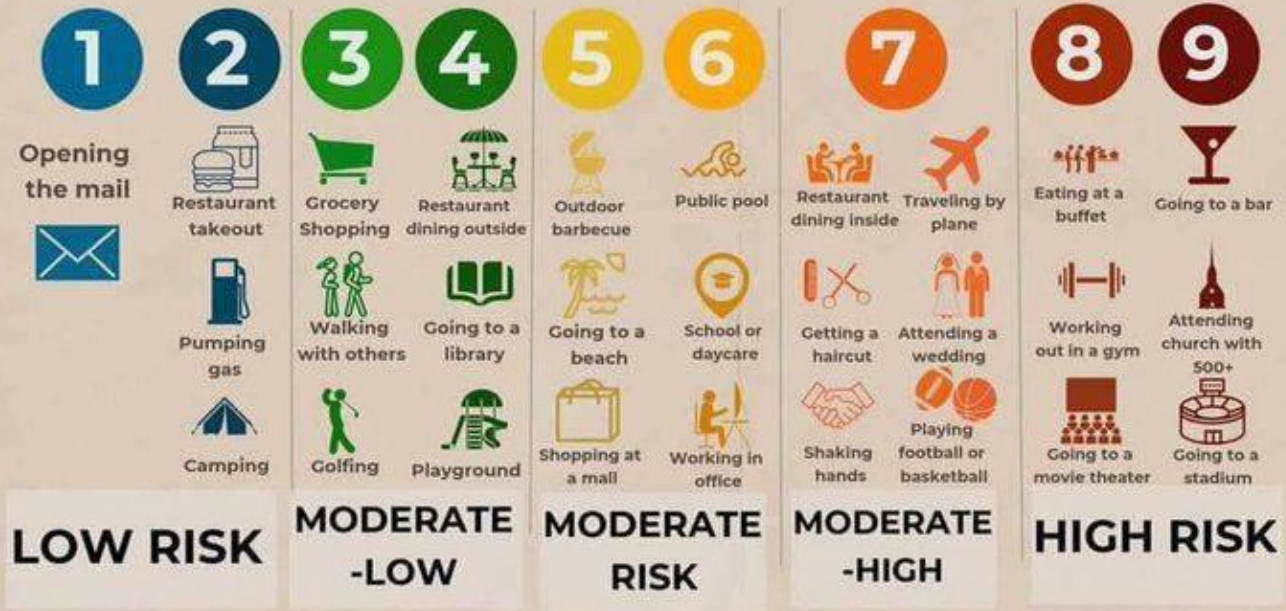 1
Opening
the mail
2
Restaurant
takeout
Pumping
gas
Camping
LOW RISK
3
Grocery
Shopping
Walking
with others
Golfing
4
Restaurant
dining outside
Going to a
library
Playground
MODERATE
-LOW
5
Outdoor
barbecue
Going to a
beach
Shopping at
a mall
6
Public pool
School or
daycare
Working in
office
MODERATE
RISK
7
Restaurant
dining inside
Traveling by
plane
Getting a
haircut
Attending a
wedding
Shaking
hands
Playing
football or
basketball
MODERATE
-HIGH
8
Eating at a
buffet
Working
out in a gym
Going to a
movie theater
9
Going to a bar
Attending
church with
500+
Going to a
stadium
HIGH RISK